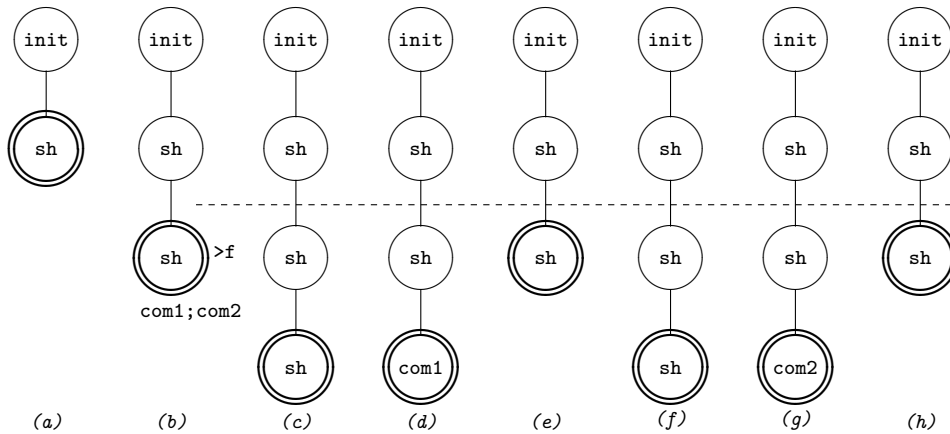 init init init init init init init init
sh sh sh sh sh sh sh sh
sh >f sh sh sh sh sh sh
com1;com2
sh com1 sh com2
(a) (b) (c) (d) (e) (f) (g) (h)